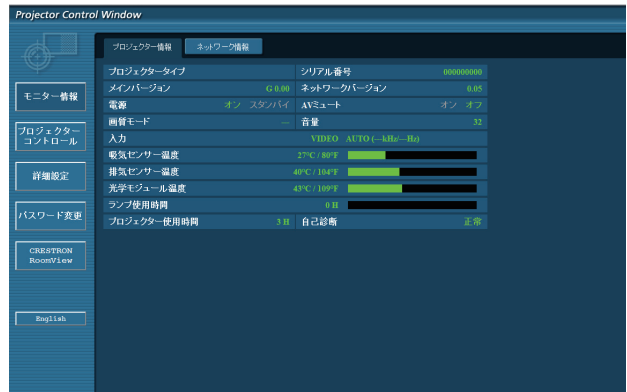 Projector Control Window
プロジェクター情報 ネットワーク情報
モニター情報
プロジェクター
コントロール
詳細設定
パスワード変更
CRESTRON
RoomView
English
プロジェクタータイプ シリアル番号 000000000
メインバージョン G 0.00 ネットワークバージョン 0.05
電源 オン スタンバイ AVミュート オン オフ
画質モード --- 音量 32
入力 VIDEO AUTO (---kHz/---Hz)
吸気センサー温度 27°C / 80°F
排気センサー温度 40°C / 104°F
光学モジュール温度 43°C / 109°F
ランプ使用時間 0 H
プロジェクター使用時間 3 H 自己診断 正常